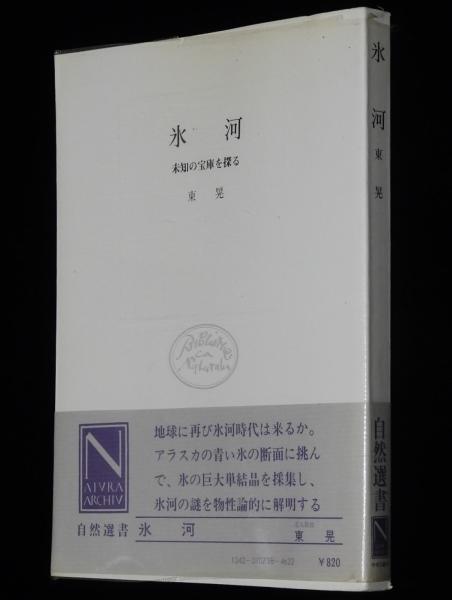 氷 河
未知の宝庫を探る
東 晃
氷 河 東 晃
地球に再び氷河時代は来るか。
アラスカの青い氷の断面に挑ん
で、氷の巨大単結晶を採集し、
氷河の謎を物性論的に解明する
N
ATVRA
ARCHIV
自然選書 氷 河 東 晃
¥820
自然選書
N